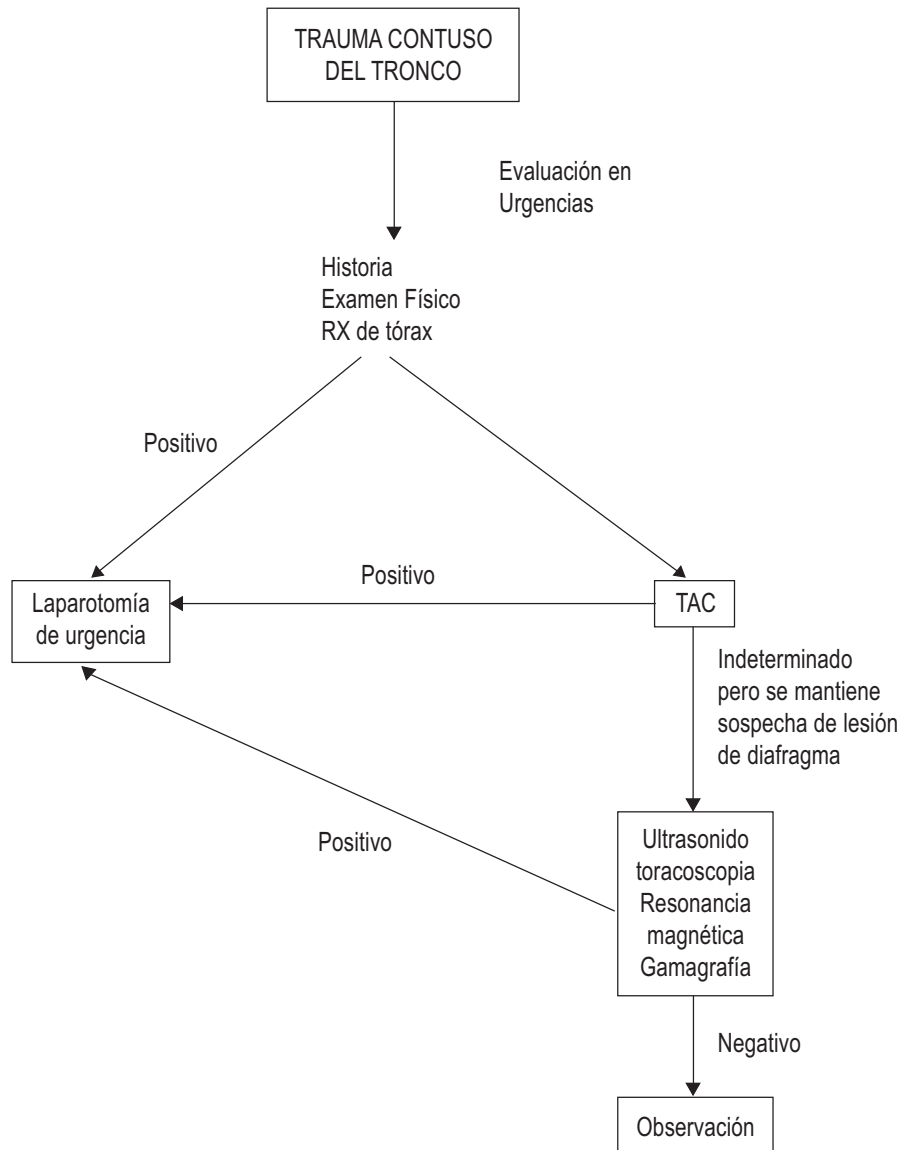 TRAUMA CONTUSO
DEL TRONCO
Evaluación en
Urgencias
Historia
Examen Físico
RX de tórax
Positivo
Positivo
Laparotomía
de urgencia
TAC
Indeterminado
pero se mantiene
sospecha de lesión
de diafragma
Positivo
Ultrasonido
toracoscopia
Resonancia
magnética
Gamagrafía
Negativo
Observación